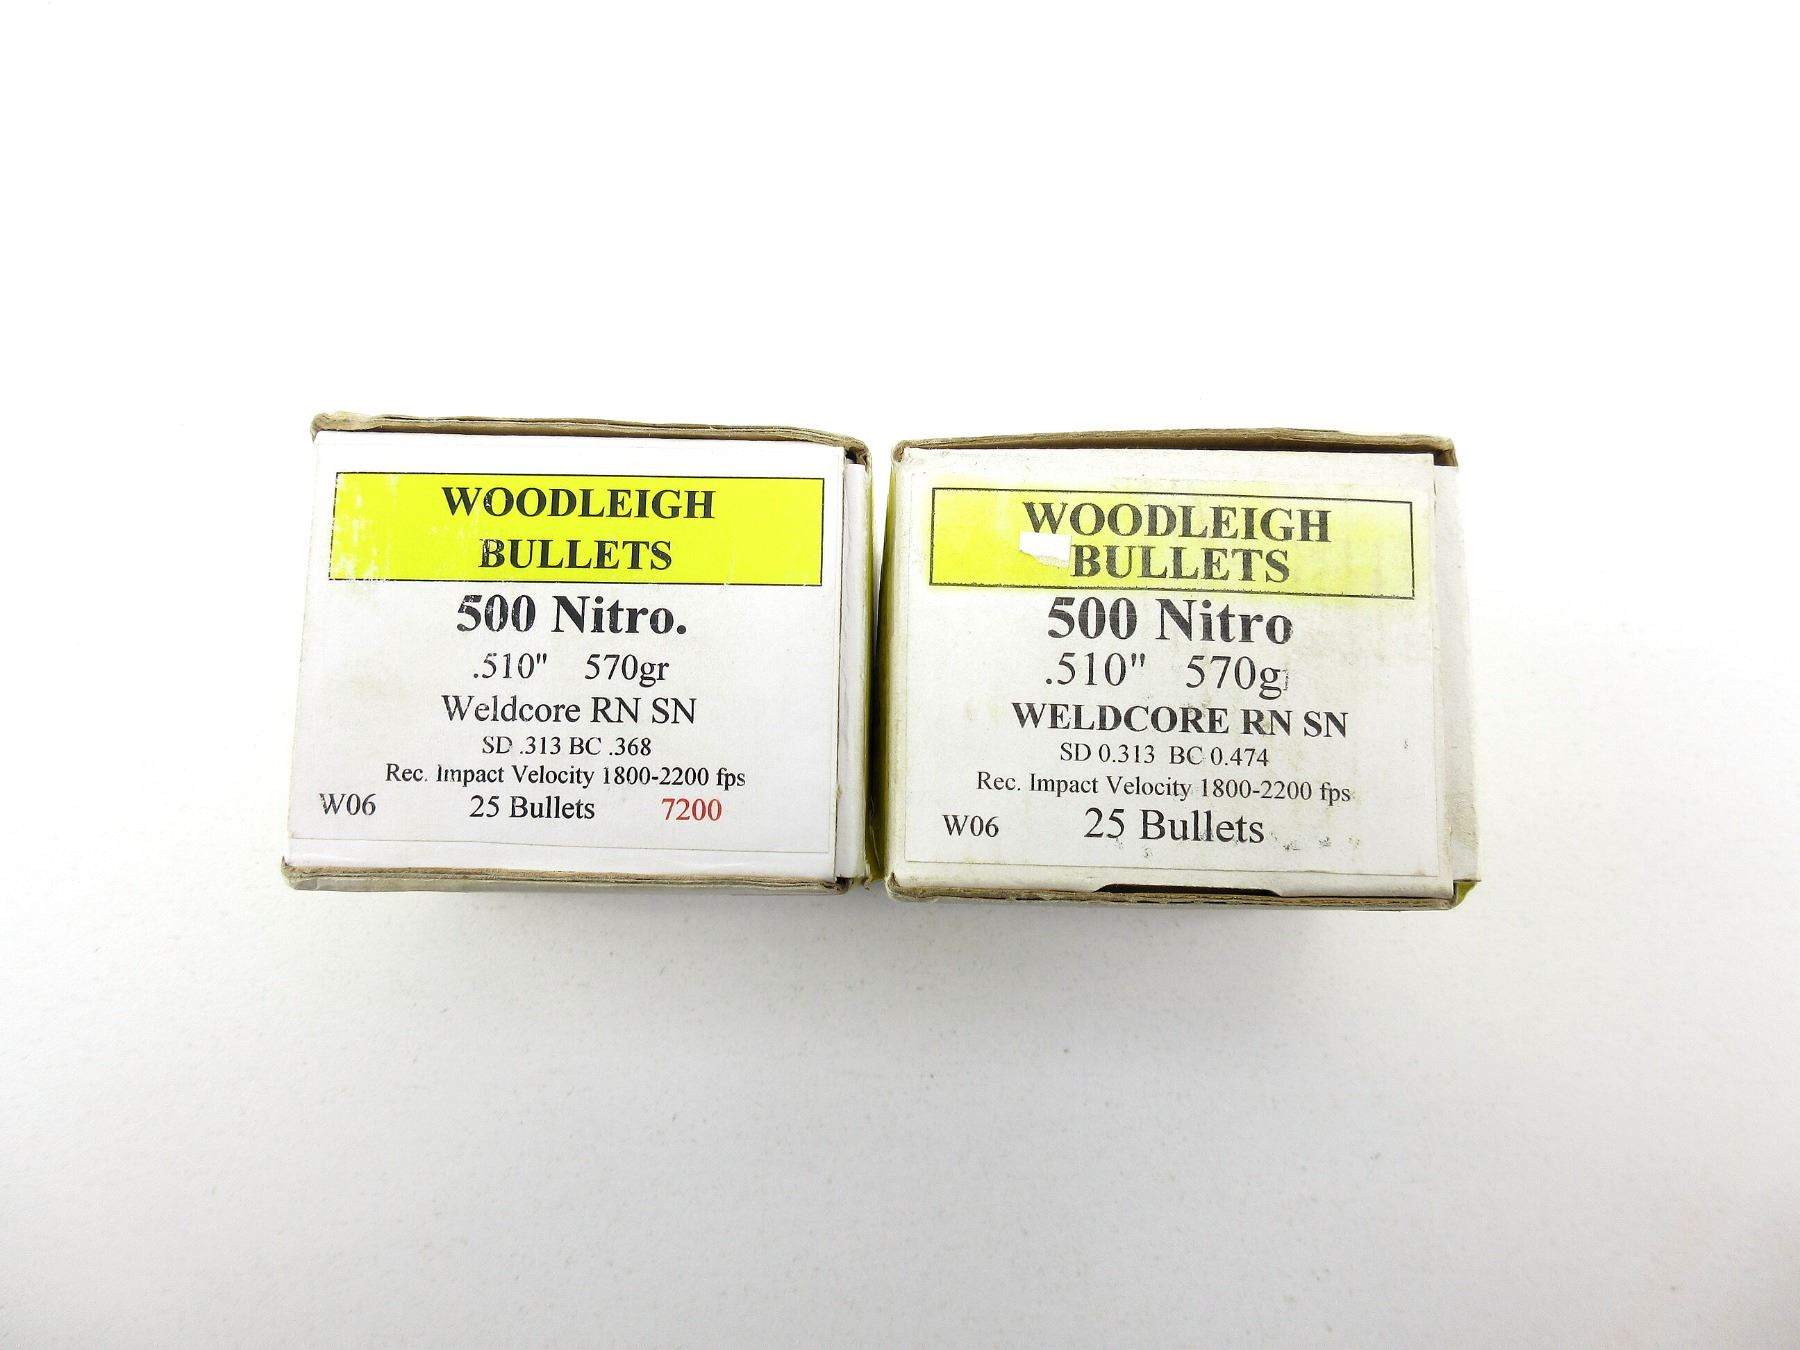 WOODLEIGH
BULLETS
500 Nitro.
.510" 570gr
Weldcore RN SN
SD .313 BC .368
Rec. Impact Velocity 1800-2200 fps
W06 25 Bullets 7200
WOODLEIGH
BULLETS
500 Nitro
.510" 570g
WELDCORE RN SN
SD 0.313 BC 0.474
Rec. Impact Velocity 1800-2200 fps
W06 25 Bullets